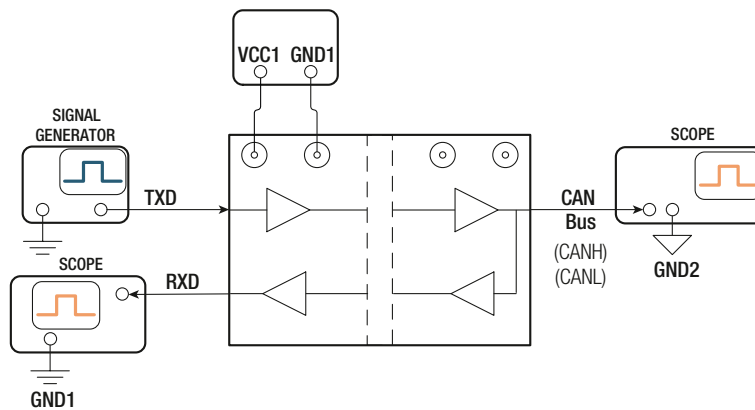 VCC1 GND1
SIGNAL
GENERATOR
SCOPE
TXD
CAN
Bus
(CANH)
(CANL)
GND2
SCOPE
RXD
GND1